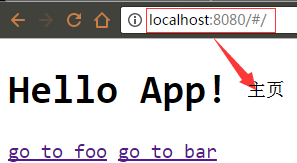 localhost:8080/#/
Hello App! 主页
go to foo go to bar